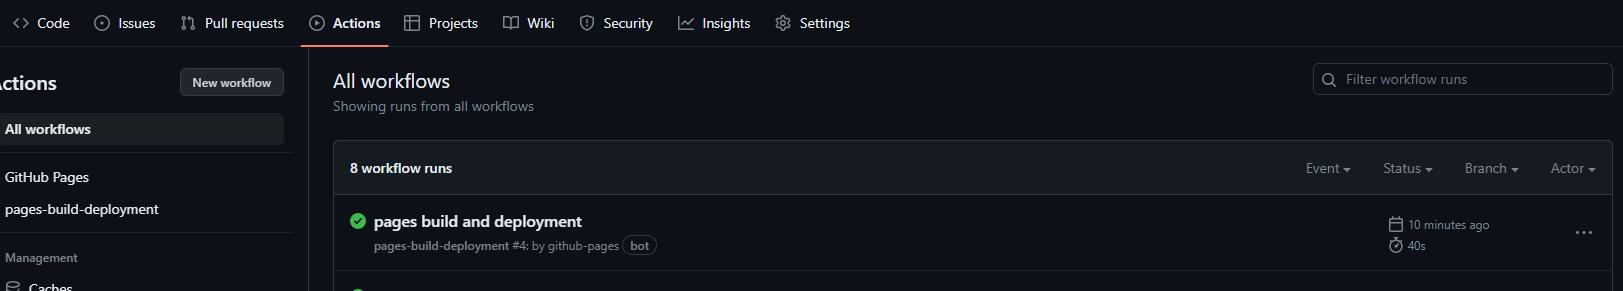 Code Issues Pull requests Actions Projects Wiki Security Insights Settings
Actions New workflow
All workflows
GitHub Pages
pages-build-deployment
Management
Caches
All workflows
Showing runs from all workflows
Filter workflow runs
8 workflow runs Event Status Branch Actor
pages build and deployment
pages-build-deployment #4: by github-pages bot
10 minutes ago
40s